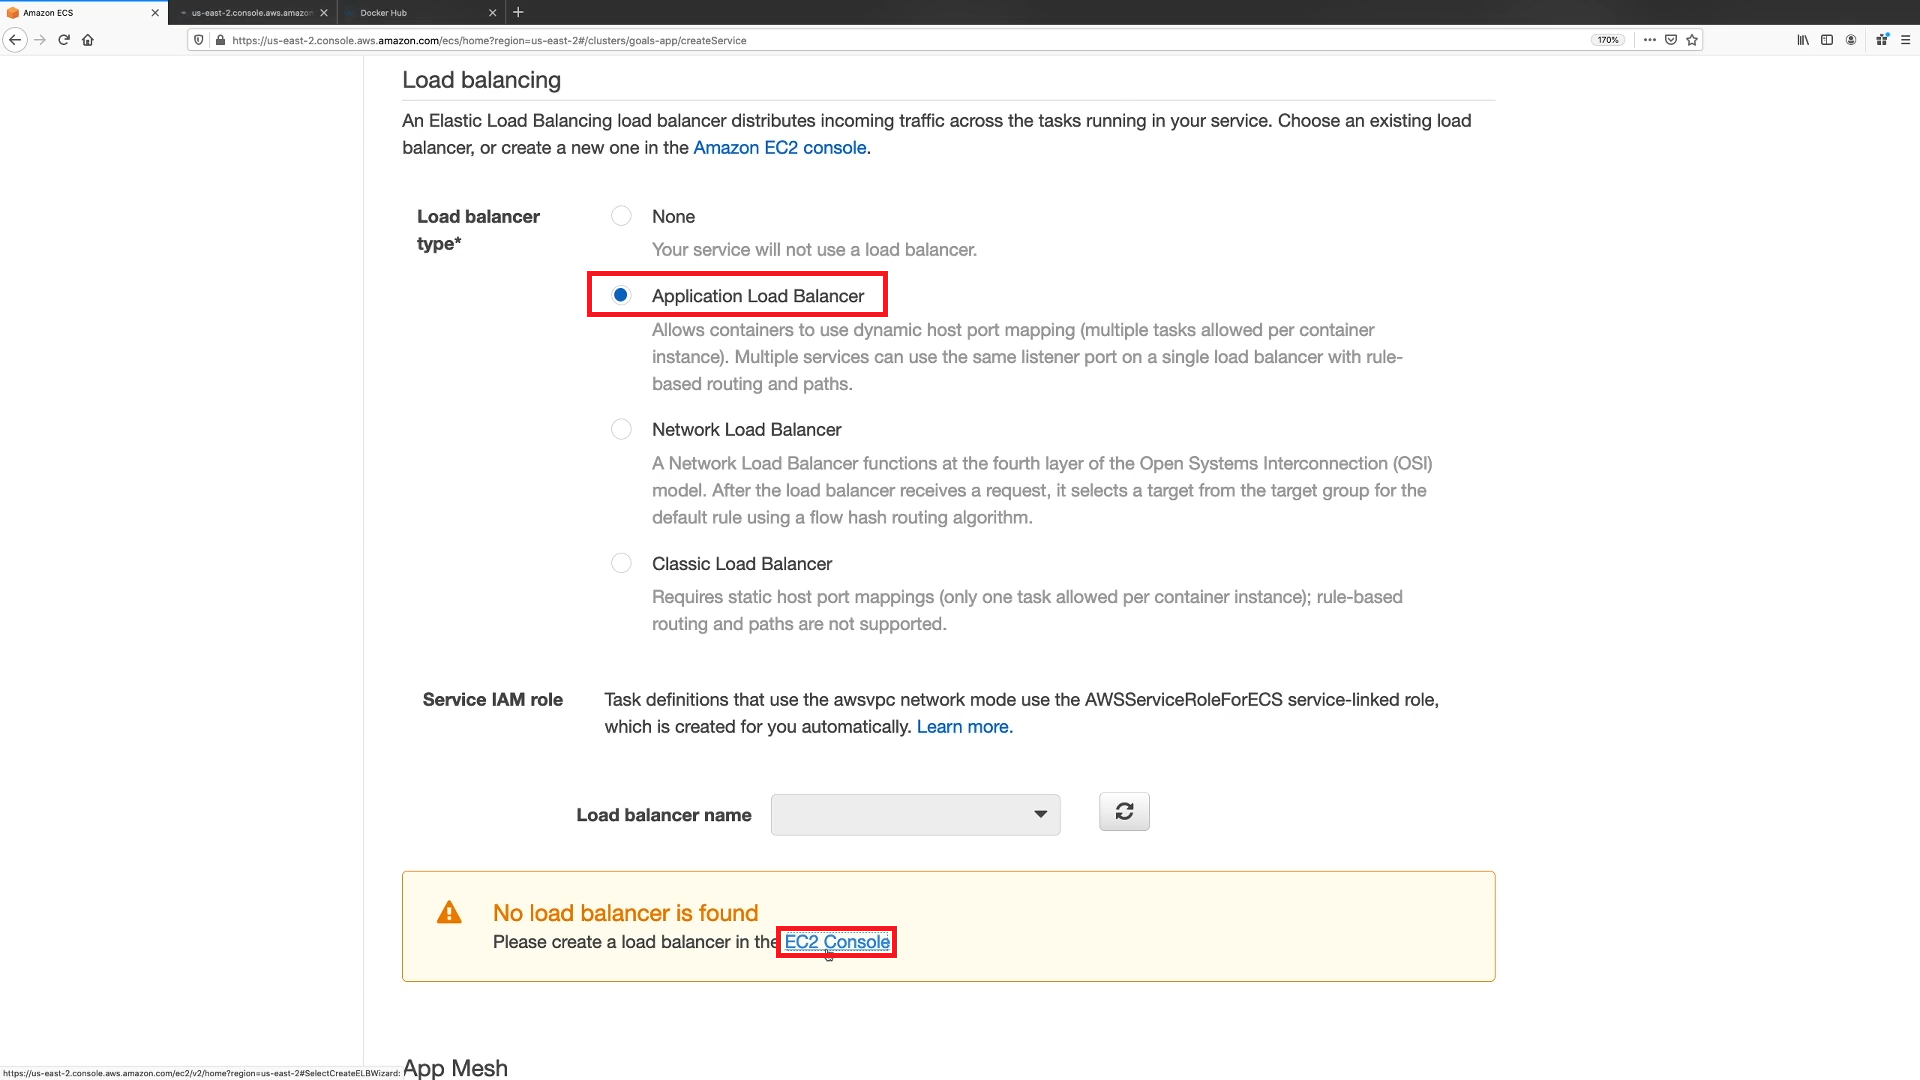 Amazon ECS
us-east-2.console.aws.amazon
Docker Hub
https://us-east-2.console.aws.amazon.com/ecs/home?region=us-east-2#/clusters/goals-app/createService
170%
Load balancing
An Elastic Load Balancing load balancer distributes incoming traffic across the tasks running in your service. Choose an existing load
balancer, or create a new one in the Amazon EC2 console.
Load balancer
type*
None
Your service will not use a load balancer.
Application Load Balancer
Allows containers to use dynamic host port mapping (multiple tasks allowed per container
instance). Multiple services can use the same listener port on a single load balancer with rule-
based routing and paths.
Network Load Balancer
A Network Load Balancer functions at the fourth layer of the Open Systems Interconnection (OSI)
model. After the load balancer receives a request, it selects a target from the target group for the
default rule using a flow hash routing algorithm.
Classic Load Balancer
Requires static host port mappings (only one task allowed per container instance); rule-based
routing and paths are not supported.
Service IAM role
Task definitions that use the awsvpc network mode use the AWSServiceRoleForECS service-linked role,
which is created for you automatically. Learn more.
Load balancer name
No load balancer is found
Please create a load balancer in the EC2 Console
App Mesh
https://us-east-2.console.aws.amazon.com/ec2/v2/home?region=us-east-2#SelectCreateELBWizard: